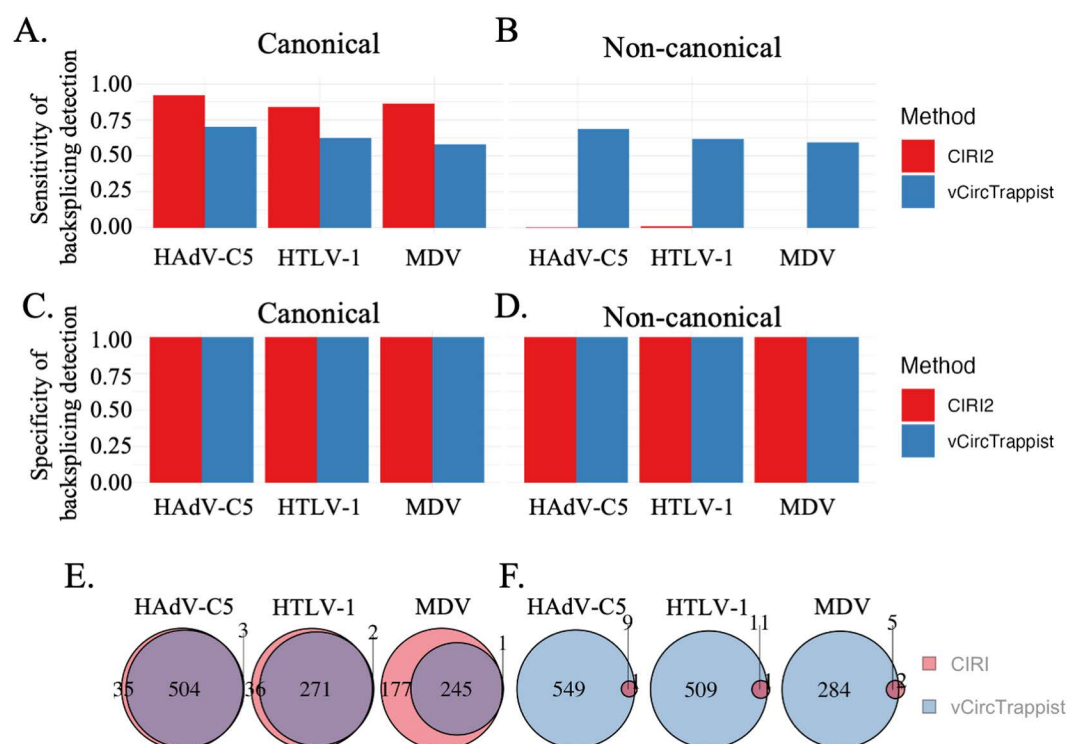 A.
Canonical
B
Non-canonical
Sensitivity of
backsplicing detection
1.00
0.75
0.50
0.25
0.00
HAdV-C5
HTLV-1
MDV
HAdV-C5
HTLV-1
MDV
Method
CIRI2
vCircTrappist
C.
Canonical
D.
Non-canonical
Specificity of
backsplicing detection
1.00
0.75
0.50
0.25
0.00
HAdV-C5
HTLV-1
MDV
HAdV-C5
HTLV-1
MDV
Method
CIRI2
vCircTrappist
E.
HAdV-C5
HTLV-1
MDV
3
2
1
35
504
36
271
177
245
F.
HAdV-C5
HTLV-1
MDV
9
11
5
549
1
509
1
284
2
CIRI
vCircTrappist